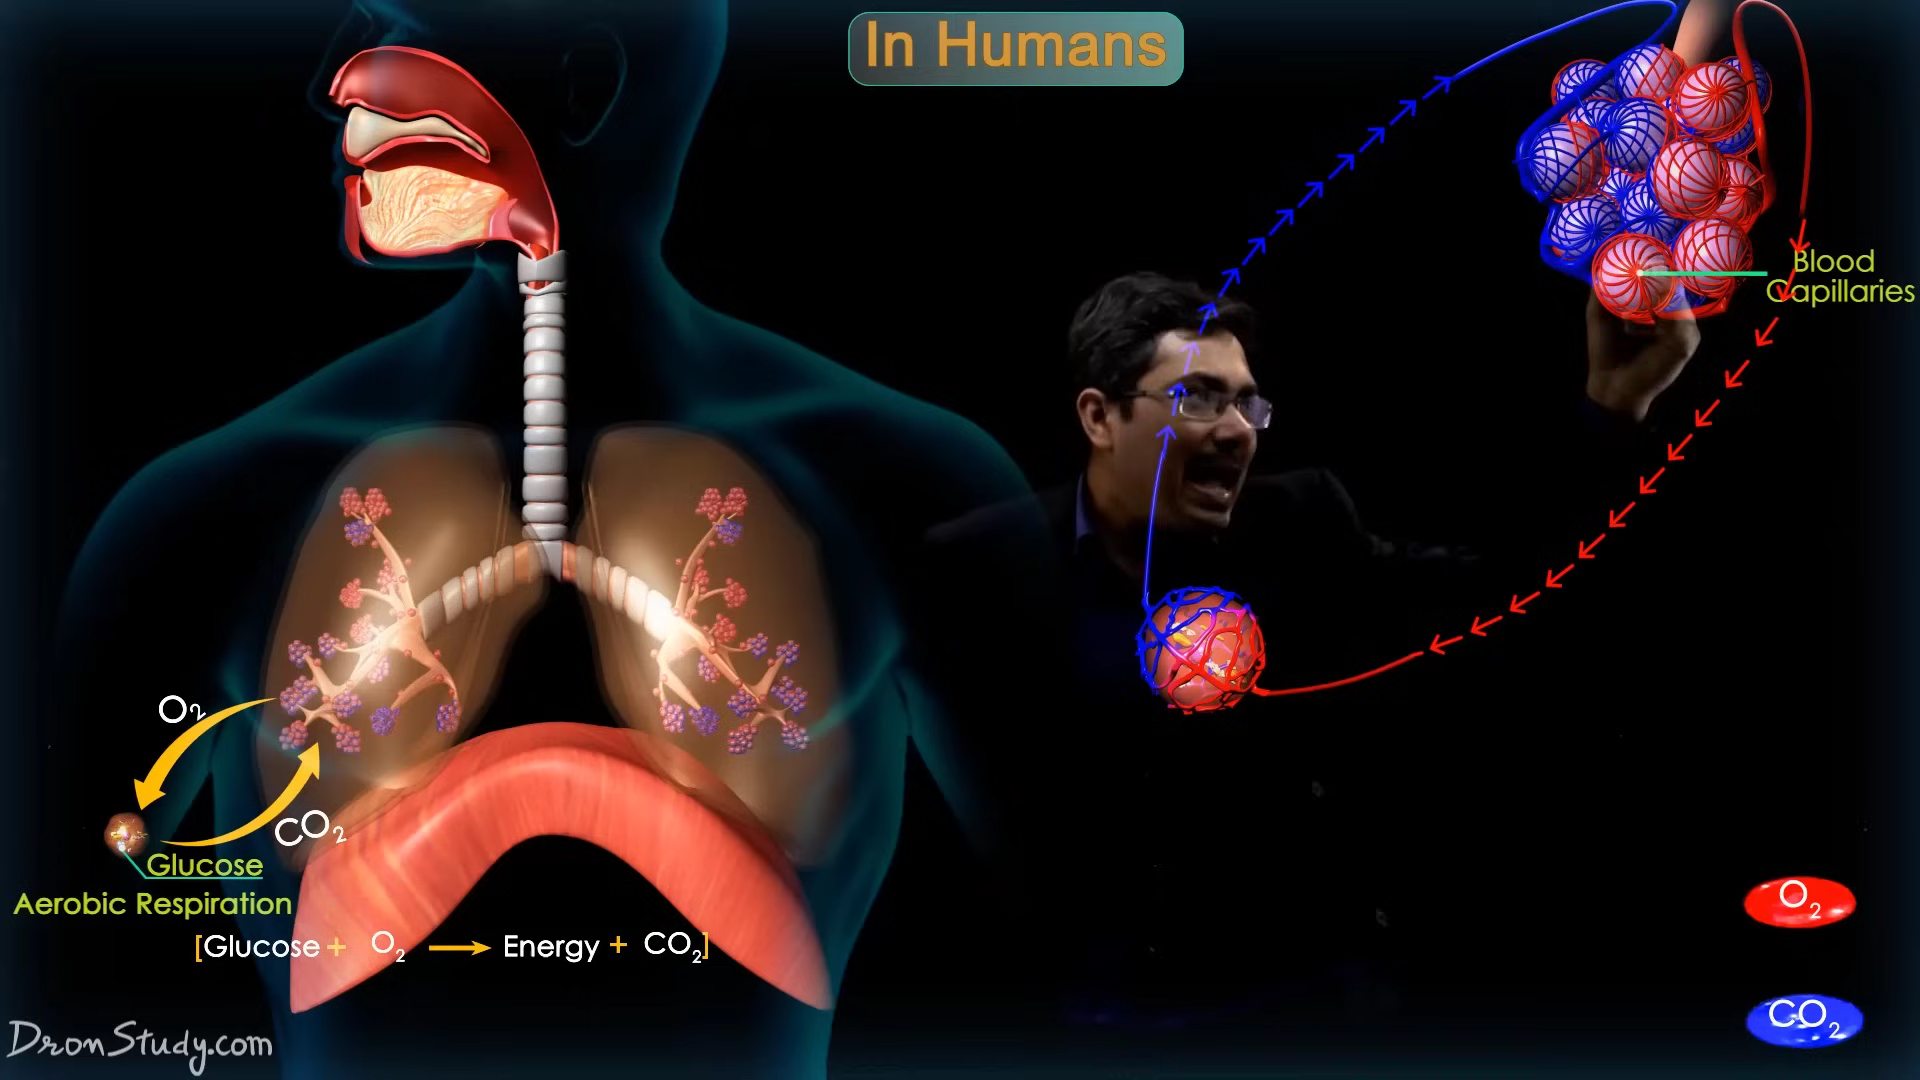 In Humans
Blood
Capillaries
O2
CO2
Glucose
Aerobic Respiration
[Glucose + O2 → Energy + CO2]
O2
CO2
DronStudy.com